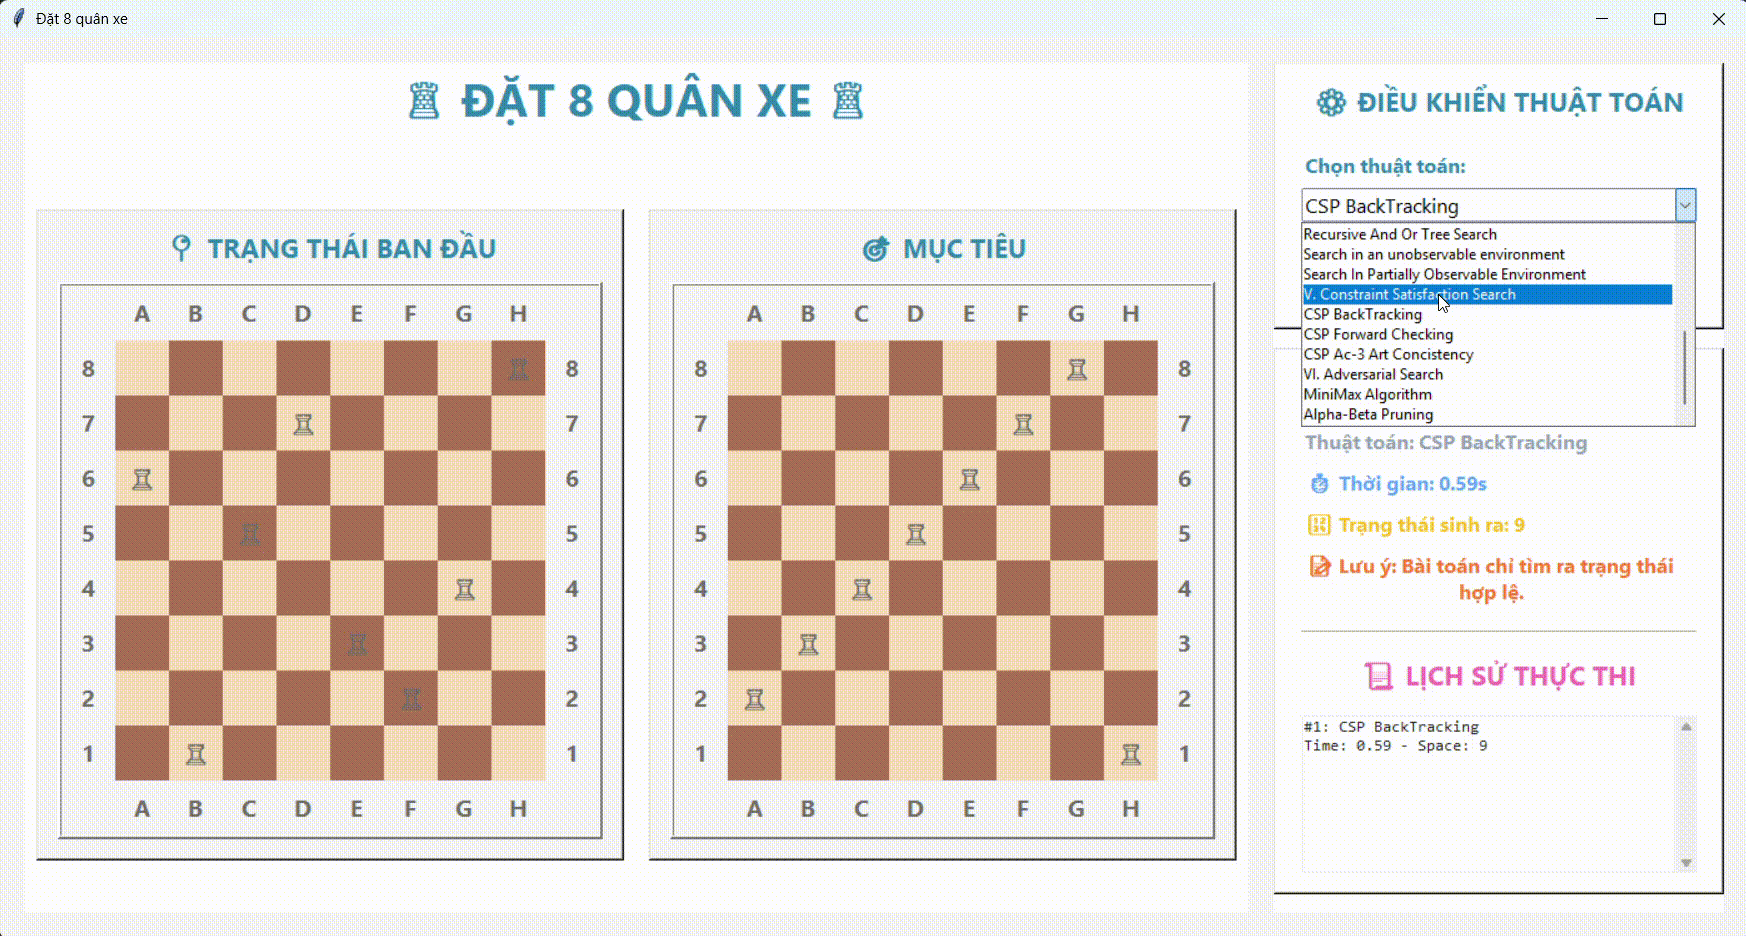 Đặt 8 quân xe
ĐẶT 8 QUÂN XE
TRẠNG THÁI BAN ĐẦU
A B C D E F G H
8 8
7 7
6 6
5 5
4 4
3 3
2 2
1 1
A B C D E F G H
MỤC TIÊU
A B C D E F G H
8 8
7 7
6 6
5 5
4 4
3 3
2 2
1 1
A B C D E F G H
ĐIỀU KHIỂN THUẬT TOÁN
Chọn thuật toán:
CSP BackTracking
Recursive And Or Tree Search
Search in an unobservable environment
Search In Partially Observable Environment
V. Constraint Satisfaction Search
CSP BackTracking
CSP Forward Checking
CSP Ac-3 Art Concistency
VI. Adversarial Search
MiniMax Algorithm
Alpha-Beta Pruning
Thuật toán: CSP BackTracking
Thời gian: 0.59s
Trạng thái sinh ra: 9
Lưu ý: Bài toán chỉ tìm ra trạng thái
hợp lệ.
LỊCH SỬ THỰC THI
#1: CSP BackTracking
Time: 0.59 - Space: 9